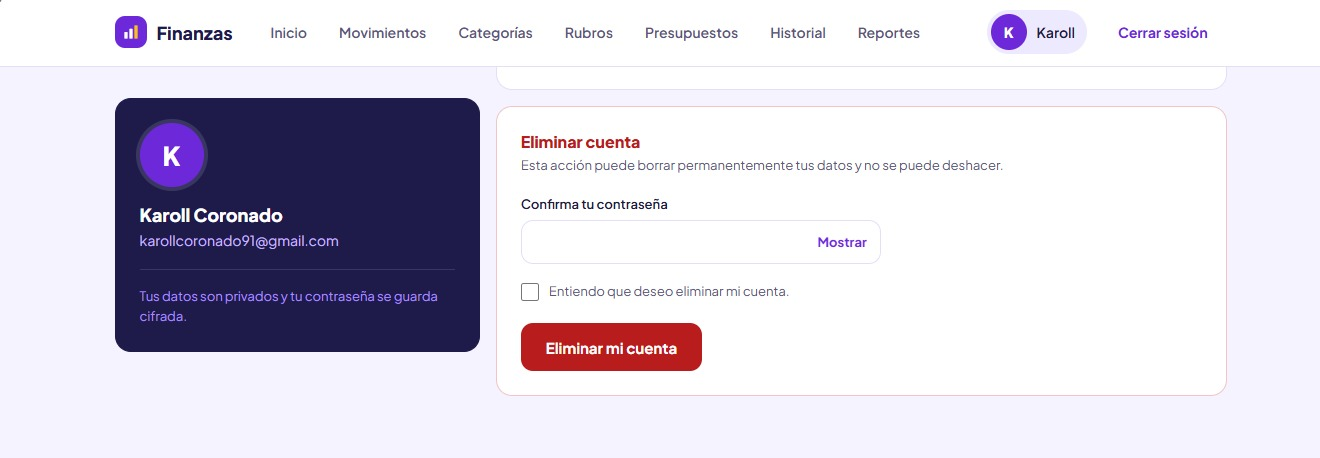 Finanzas
Inicio
Movimientos
Categorías
Rubros
Presupuestos
Historial
Reportes
K
Karoll
Cerrar sesión
K
Karoll Coronado
karollcoronado91@gmail.com
Tus datos son privados y tu contraseña se guarda
cifrada.
Eliminar cuenta
Esta acción puede borrar permanentemente tus datos y no se puede deshacer.
Confirma tu contraseña
Mostrar
Entiendo que deseo eliminar mi cuenta.
Eliminar mi cuenta